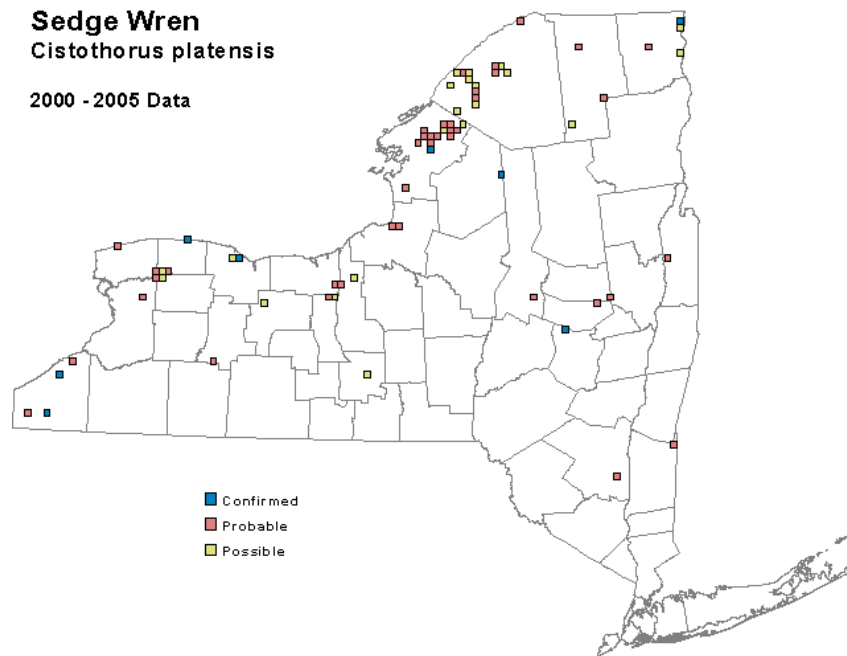 Sedge Wren
Cistothorus platensis
2000 - 2005 Data
Confirmed
Probable
Possible